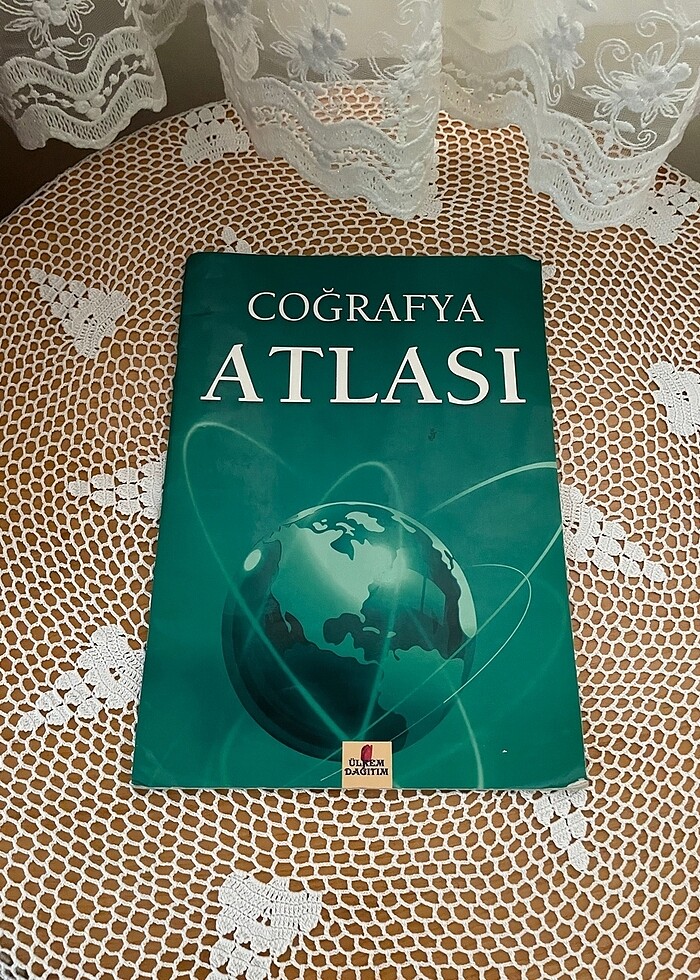 COĞRAFYA
ATLASI
ÜLKEM
DAĞITIM